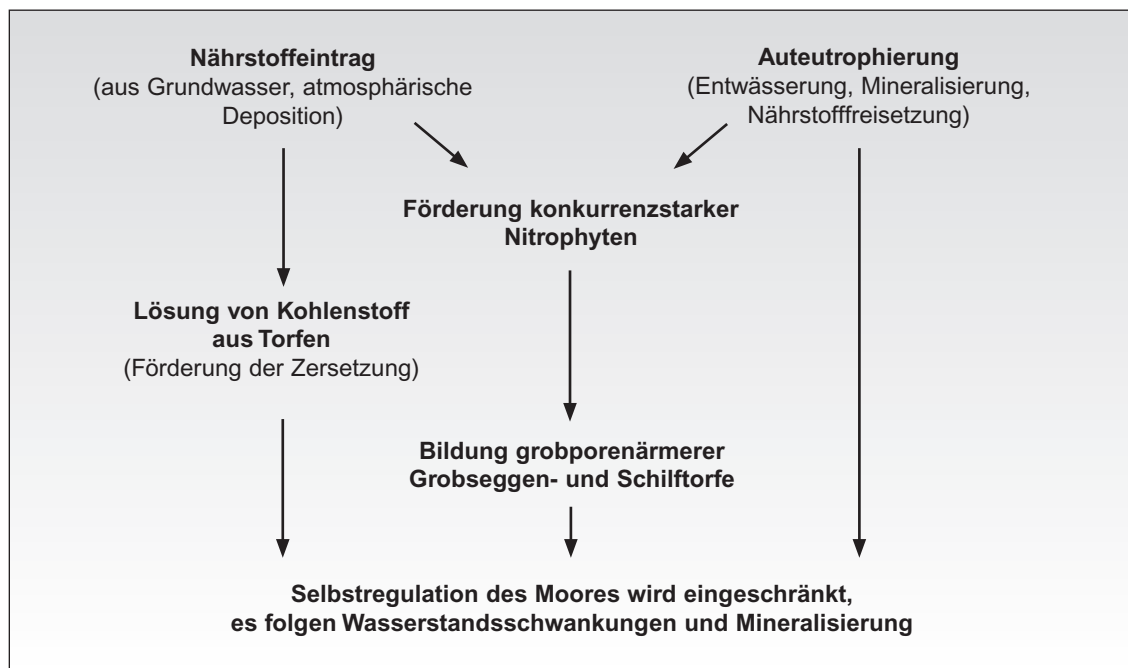 Nährstoffeintrag
(aus Grundwasser, atmosphärische
Deposition)
Auteutrophierung
(Entwässerung, Mineralisierung,
Nährstofffreisetzung)
Förderung konkurrenzstarker
Nitrophyten
Lösung von Kohlenstoff
aus Torfen
(Förderung der Zersetzung)
Bildung grobporenärmerer
Grobseggen- und Schilftorfe
Selbstregulation des Moores wird eingeschränkt,
es folgen Wasserstandsschwankungen und Mineralisierung